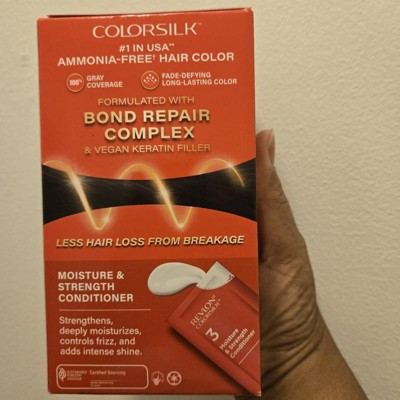 COLORSILK™
#1 IN USA**
AMMONIA-FREE† HAIR COLOR
100% GRAY COVERAGE
FADE-DEFYING LONG-LASTING COLOR
FORMULATED WITH
BOND REPAIR
COMPLEX
& VEGAN KERATIN FILLER
LESS HAIR LOSS FROM BREAKAGE
MOISTURE &
STRENGTH
CONDITIONER
Strengthens,
deeply moisturizes,
controls frizz, and
adds intense shine.
REVLON
COLORSILK
3
Moisture
& Strength
Conditioner
Certified Sourcing